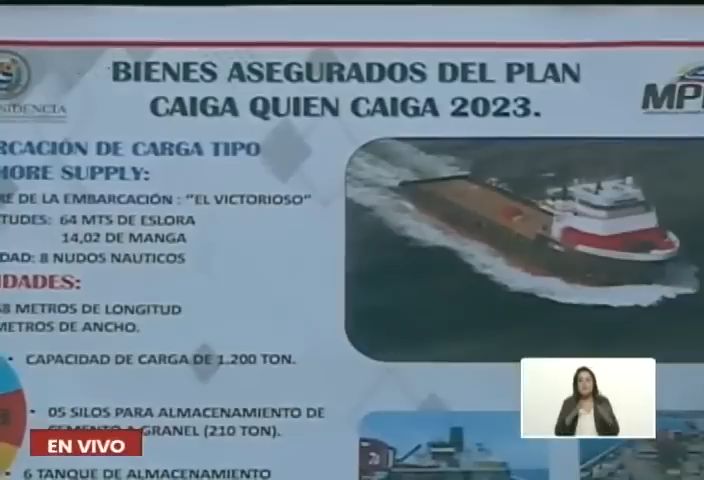 BIENES ASEGURADOS DEL PLAN
CAIGA QUIEN CAIGA 2023.
MPP
RCACIÓN DE CARGA TIPO
HORE SUPPLY:
RE DE LA EMBARCACIÓN : "EL VICTORIOSO"
TUDES: 64 MTS DE ESLORA
14,02 DE MANGA
DAD: 8 NUDOS NAUTICOS
IDADES:
METROS DE LONGITUD
METROS DE ANCHO.
• CAPACIDAD DE CARGA DE 1.200 TON.
• 05 SILOS PARA ALMACENAMIENTO DE
CEMENTO A GRANEL (210 TON).
EN VIVO
• 6 TANQUE DE ALMACENAMIENTO